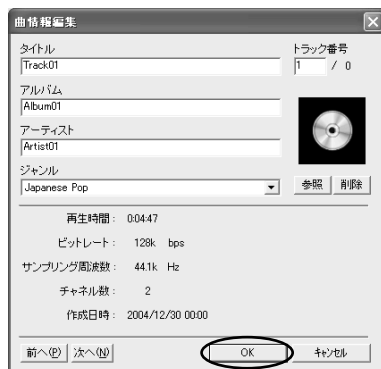 曲情報編集
タイトル
Track01
トラック番号
1 / 0
アルバム
Album01
アーティスト
Artist01
ジャンル
Japanese Pop
参照 削除
再生時間： 0:04:47
ビットレート： 128k bps
サンプリング周波数： 44.1k Hz
チャネル数： 2
作成日時： 2004/12/30 00:00
前へ(P) 次へ(N) OK キャンセル